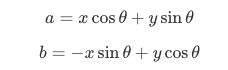 a = x cos θ + y sin θ
b = −x sin θ + y cos θ